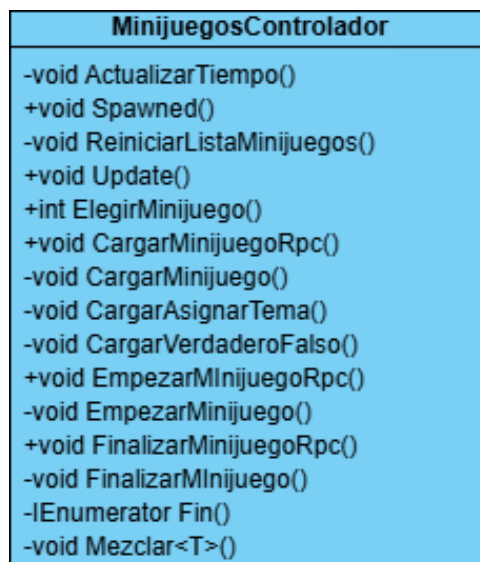 MinijuegosControlador
-void ActualizarTiempo()
+void Spawned()
-void ReiniciarListaMinijuegos()
+void Update()
+int ElegirMinijuego()
+void CargarMinijuegoRpc()
-void CargarMinijuego()
-void CargarAsignarTema()
-void CargarVerdaderoFalso()
+void EmpezarMInijuegoRpc()
-void EmpezarMinijuego()
+void FinalizarMinijuegoRpc()
-void FinalizarMInijuego()
-IEnumerator Fin()
-void Mezclar<T>()